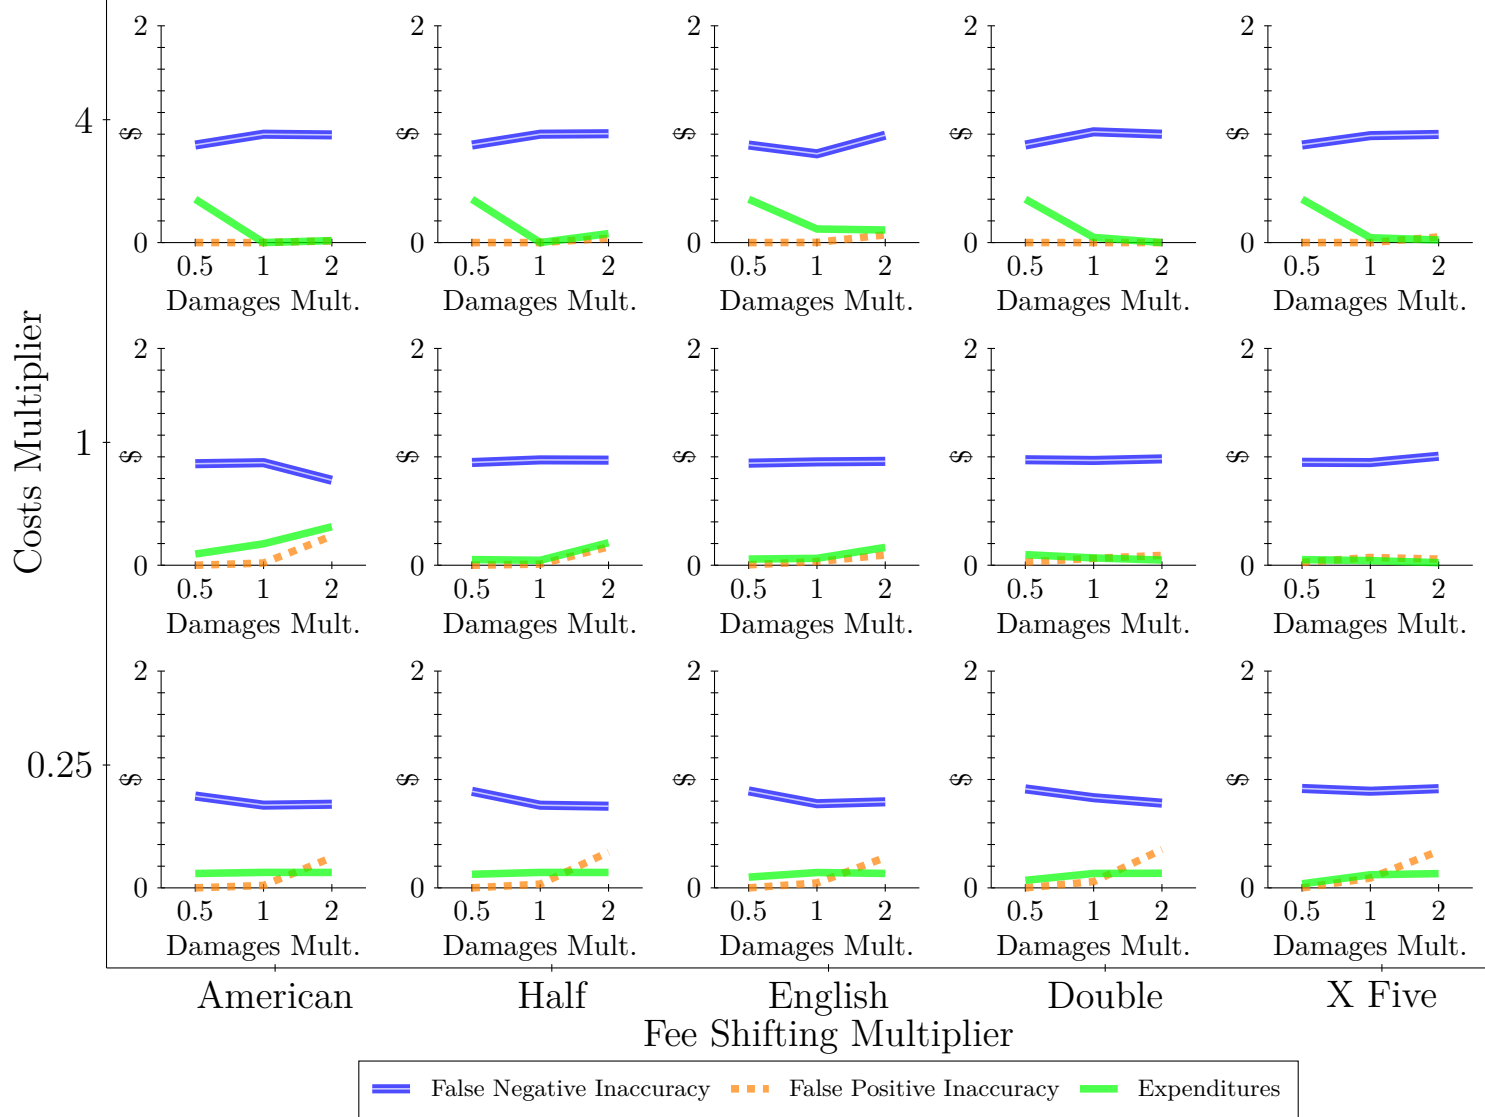 2 2 2 2 2
4 $ $ $ $ $
0 0 0 0 0
0.5 1 2 0.5 1 2 0.5 1 2 0.5 1 2 0.5 1 2
Damages Mult. Damages Mult. Damages Mult. Damages Mult. Damages Mult.
Costs Multiplier
2 2 2 2 2
1 $ $ $ $ $
0 0 0 0 0
0.5 1 2 0.5 1 2 0.5 1 2 0.5 1 2 0.5 1 2
Damages Mult. Damages Mult. Damages Mult. Damages Mult. Damages Mult.
2 2 2 2 2
0.25 $ $ $ $ $
0 0 0 0 0
0.5 1 2 0.5 1 2 0.5 1 2 0.5 1 2 0.5 1 2
Damages Mult. Damages Mult. Damages Mult. Damages Mult. Damages Mult.
American Half English Double X Five
Fee Shifting Multiplier
False Negative Inaccuracy False Positive Inaccuracy Expenditures